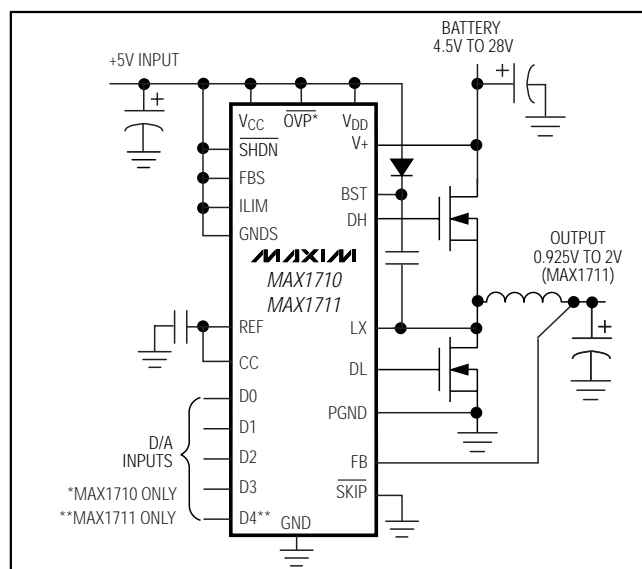 BATTERY
4.5V TO 28V
+5V INPUT
VCC
OVP*
VDD
V+
SHDN
FBS
ILIM
GNDS
BST
DH
MAXIM
MAX1710
MAX1711
OUTPUT
0.925V TO 2V
(MAX1711)
REF
CC
LX
DL
PGND
D0
D1
D2
D3
D4**
D/A
INPUTS
FB
SKIP
*MAX1710 ONLY
**MAX1711 ONLY
GND